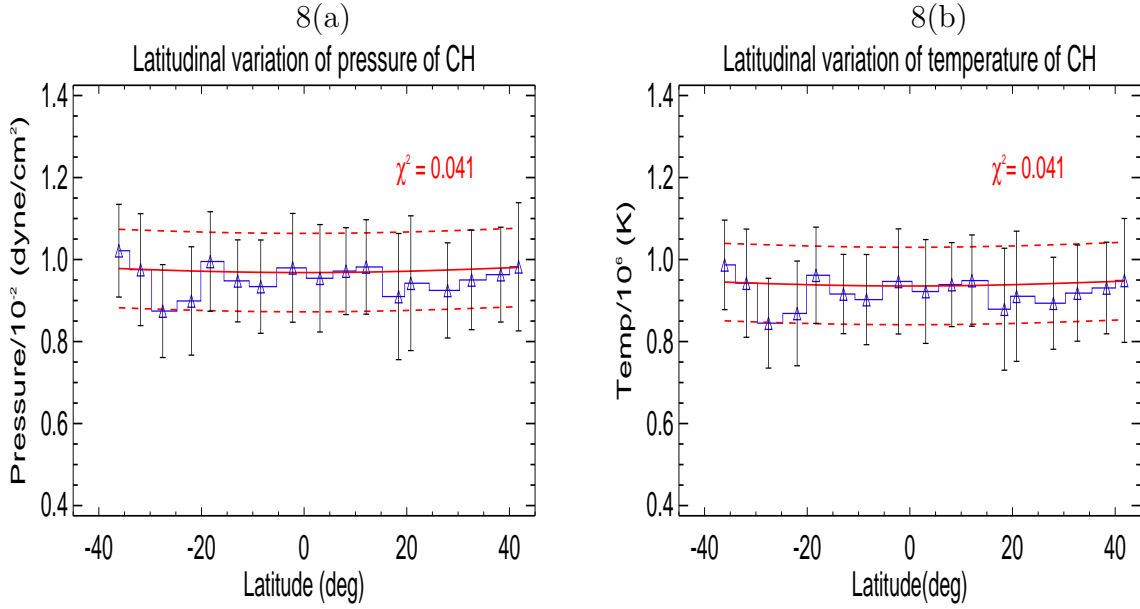 8(a)
Latitudinal variation of pressure of CH
Pressure/10⁻² (dyne/cm²)
1.4
1.2
1.0
0.8
0.6
0.4
χ² = 0.041
-40 -20 0 20 40
Latitude (deg)
8(b)
Latitudinal variation of temperature of CH
Temp/10⁶ (K)
1.4
1.2
1.0
0.8
0.6
0.4
χ²= 0.041
-40 -20 0 20 40
Latitude(deg)